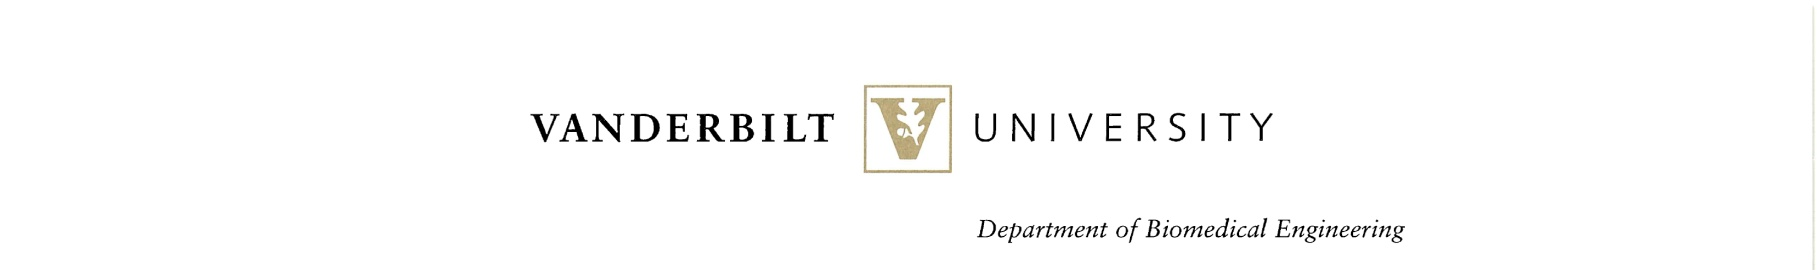 VANDERBILT V UNIVERSITY
Department of Biomedical Engineering